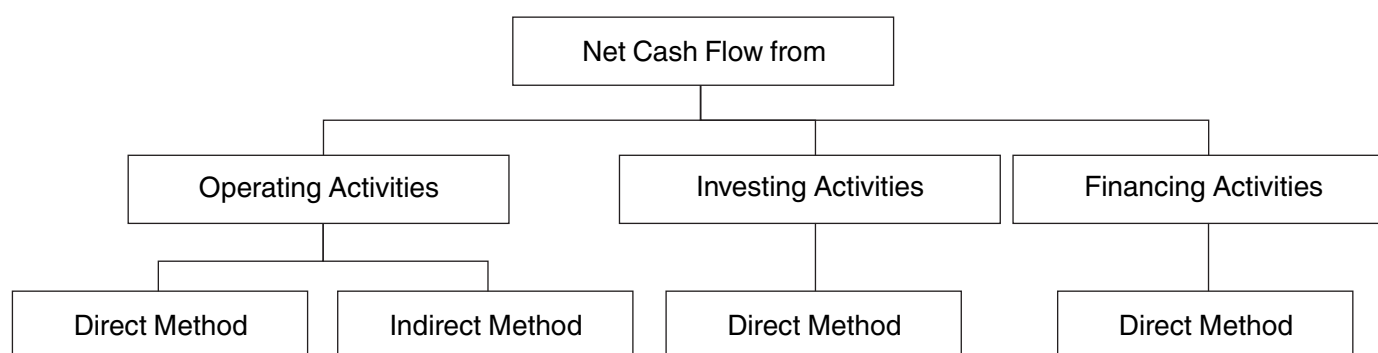 Net Cash Flow from
Operating Activities
Investing Activities
Financing Activities
Direct Method
Indirect Method
Direct Method
Direct Method